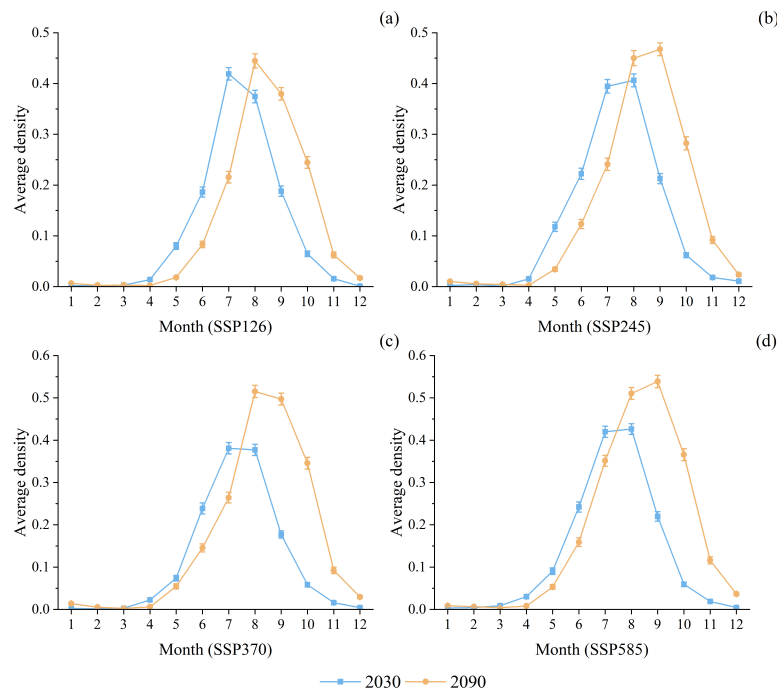 (a)
0.5
0.4
0.3
0.2
0.1
0.0
Average density
1 2 3 4 5 6 7 8 9 10 11 12
Month (SSP126)
(b)
0.5
0.4
0.3
0.2
0.1
0.0
Average density
1 2 3 4 5 6 7 8 9 10 11 12
Month (SSP245)
(c)
0.6
0.5
0.4
0.3
0.2
0.1
0.0
Average density
1 2 3 4 5 6 7 8 9 10 11 12
Month (SSP370)
(d)
0.6
0.5
0.4
0.3
0.2
0.1
0.0
Average density
1 2 3 4 5 6 7 8 9 10 11 12
Month (SSP585)
2030 2090